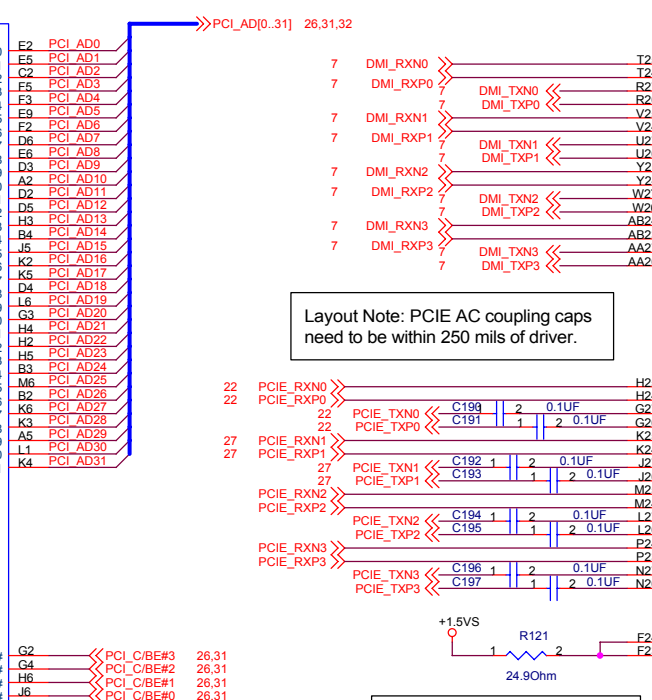 PCI_AD[0..31] 26,31,32
E2 PCI_AD0
E5 PCI_AD1
C2 PCI_AD2
F5 PCI_AD3
F3 PCI_AD4
E9 PCI_AD5
F2 PCI_AD6
D6 PCI_AD7
E6 PCI_AD8
D3 PCI_AD9
A2 PCI_AD10
D2 PCI_AD11
D5 PCI_AD12
H3 PCI_AD13
B4 PCI_AD14
J5 PCI_AD15
K2 PCI_AD16
K5 PCI_AD17
D4 PCI_AD18
L6 PCI_AD19
G3 PCI_AD20
H4 PCI_AD21
H2 PCI_AD22
H5 PCI_AD23
B3 PCI_AD24
M6 PCI_AD25
B2 PCI_AD26
K6 PCI_AD27
K3 PCI_AD28
A5 PCI_AD29
L1 PCI_AD30
K4 PCI_AD31
G2 PCI_C/BE#3 26,31
G4 PCI_C/BE#2 26,31
H6 PCI_C/BE#1 26,31
J6 PCI_C/BE#0 26,31
7 DMI_RXN0
7 DMI_RXP0
7 DMI_TXN0
DMI_TXP0
7 DMI_RXN1
7 DMI_RXP1
7 DMI_TXN1
7 DMI_TXP1
7 DMI_RXN2
7 DMI_RXP2
7 DMI_TXN2
7 DMI_TXP2
7 DMI_RXN3
7 DMI_RXP3
7 DMI_TXN3
7 DMI_TXP3
Layout Note: PCIE AC coupling caps
need to be within 250 mils of driver.
22 PCIE_RXN0
22 PCIE_RXP0
22 PCIE_TXN0 C190 1 2 0.1UF
22 PCIE_TXP0 C191 1 2 0.1UF
27 PCIE_RXN1
27 PCIE_RXP1
27 PCIE_TXN1 C192 1 2 0.1UF
27 PCIE_TXP1 C193 1 2 0.1UF
PCIE_RXN2
PCIE_RXP2
PCIE_TXN2 C194 1 2 0.1UF
PCIE_TXP2 C195 1 2 0.1UF
PCIE_RXN3
PCIE_RXP3
PCIE_TXN3 C196 1 2 0.1UF
PCIE_TXP3 C197 1 2 0.1UF
+1.5VS
R121
1 2
24.9Ohm